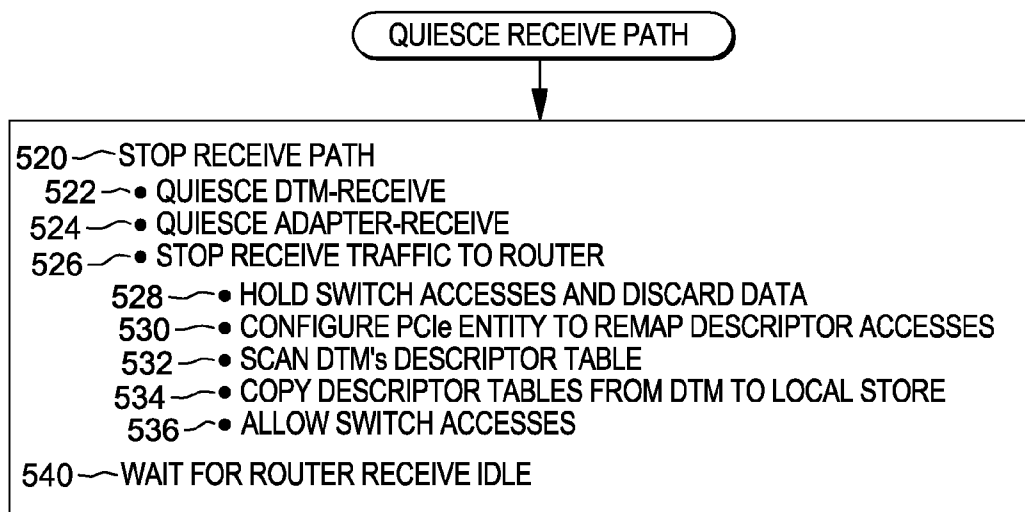 QUIESCE RECEIVE PATH
520 STOP RECEIVE PATH
522 • QUIESCE DTM-RECEIVE
524 • QUIESCE ADAPTER-RECEIVE
526 • STOP RECEIVE TRAFFIC TO ROUTER
528 • HOLD SWITCH ACCESSES AND DISCARD DATA
530 • CONFIGURE PCIe ENTITY TO REMAP DESCRIPTOR ACCESSES
532 • SCAN DTM's DESCRIPTOR TABLE
534 • COPY DESCRIPTOR TABLES FROM DTM TO LOCAL STORE
536 • ALLOW SWITCH ACCESSES
540 WAIT FOR ROUTER RECEIVE IDLE